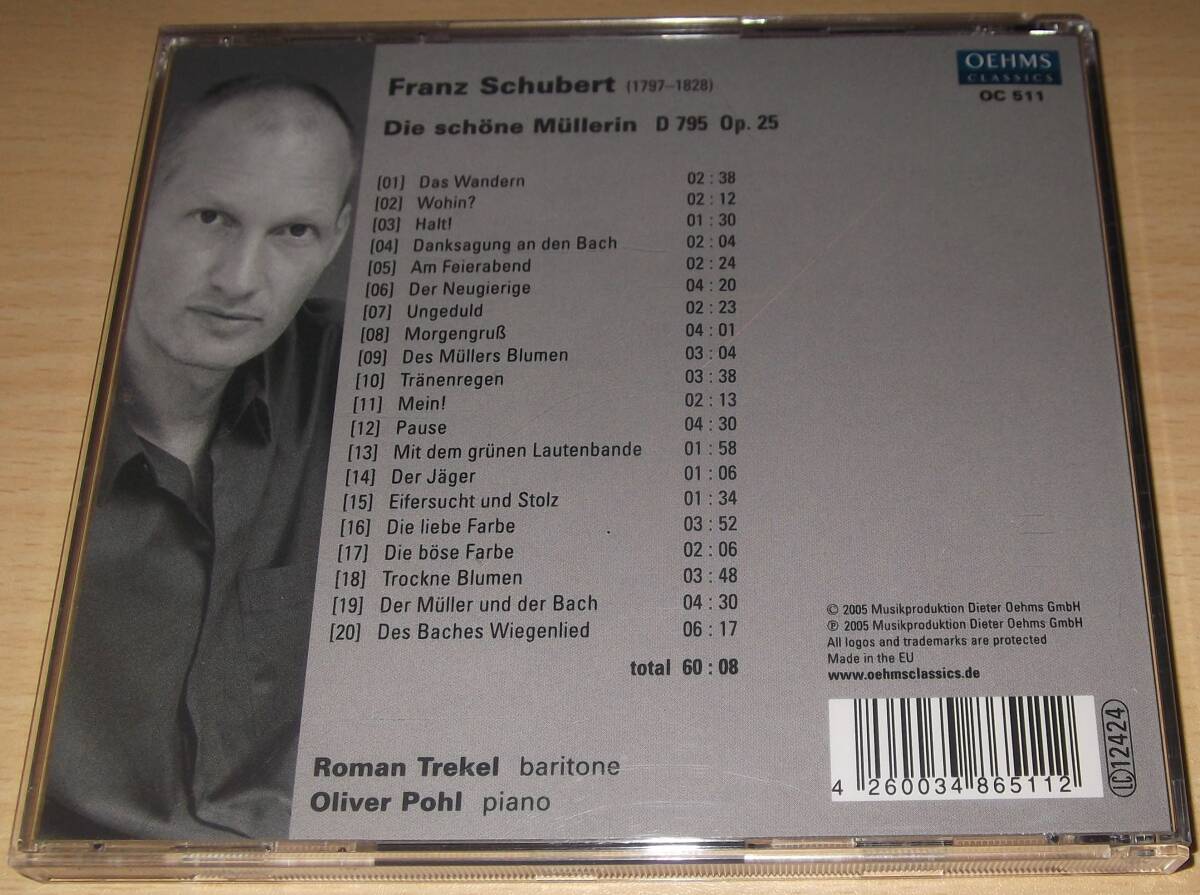 OEHMS
CLASSICS
OC 511
Franz Schubert (1797–1828)
Die schöne Müllerin D 795 Op. 25
[01] Das Wandern 02 : 38
[02] Wohin? 02 : 12
[03] Halt! 01 : 30
[04] Danksagung an den Bach 02 : 04
[05] Am Feierabend 02 : 24
[06] Der Neugierige 04 : 20
[07] Ungeduld 02 : 23
[08] Morgengruß 04 : 01
[09] Des Müllers Blumen 03 : 04
[10] Tränenregen 03 : 38
[11] Mein! 02 : 13
[12] Pause 04 : 30
[13] Mit dem grünen Lautenbande 01 : 58
[14] Der Jäger 01 : 06
[15] Eifersucht und Stolz 01 : 34
[16] Die liebe Farbe 03 : 52
[17] Die böse Farbe 02 : 06
[18] Trockne Blumen 03 : 48
[19] Der Müller und der Bach 04 : 30
[20] Des Baches Wiegenlied 06 : 17
total 60 : 08
© 2005 Musikproduktion Dieter Oehms GmbH
℗ 2005 Musikproduktion Dieter Oehms GmbH
All logos and trademarks are protected
Made in the EU
www.oehmsclassics.de
Roman Trekel baritone
Oliver Pohl piano
4 260034 865112
LC 12424